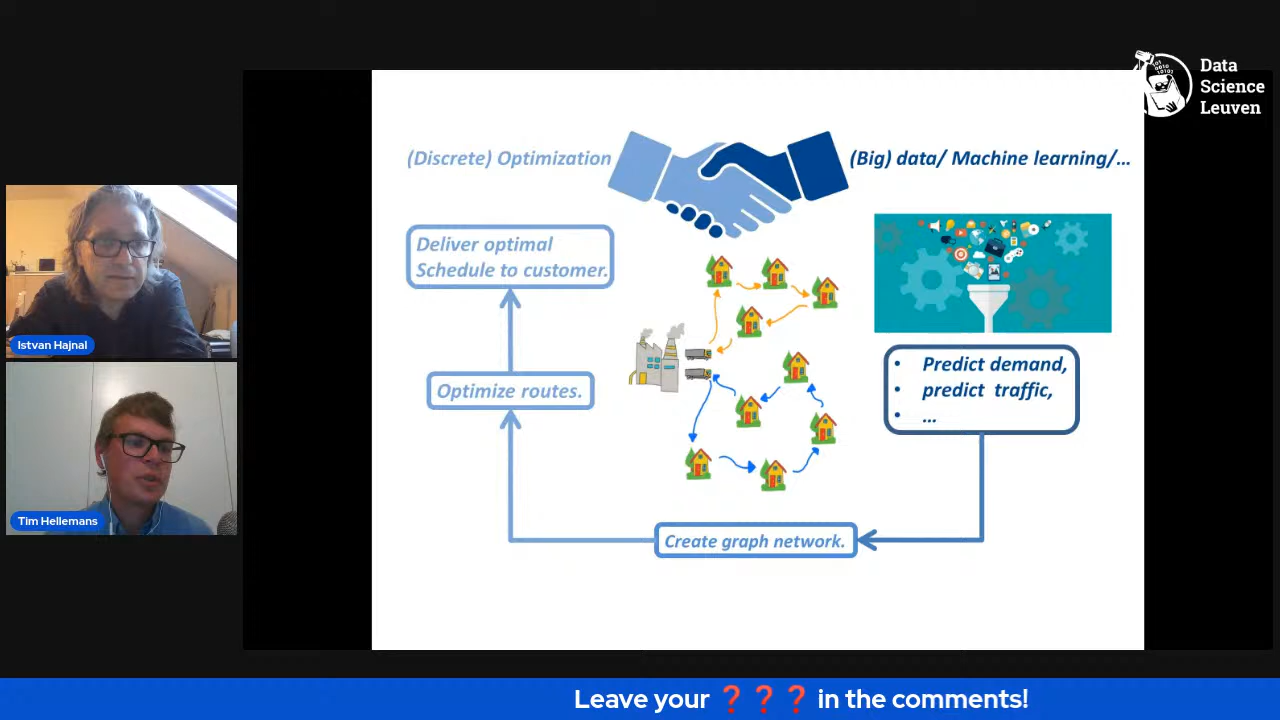 Data
Science
Leuven
(Discrete) Optimization
(Big) data/ Machine learning/...
Deliver optimal
Schedule to customer.
Optimize routes.
• Predict demand,
• predict traffic,
• ...
Create graph network.
Istvan Hajnal
Tim Hellemans
Leave your ❓❓❓ in the comments!